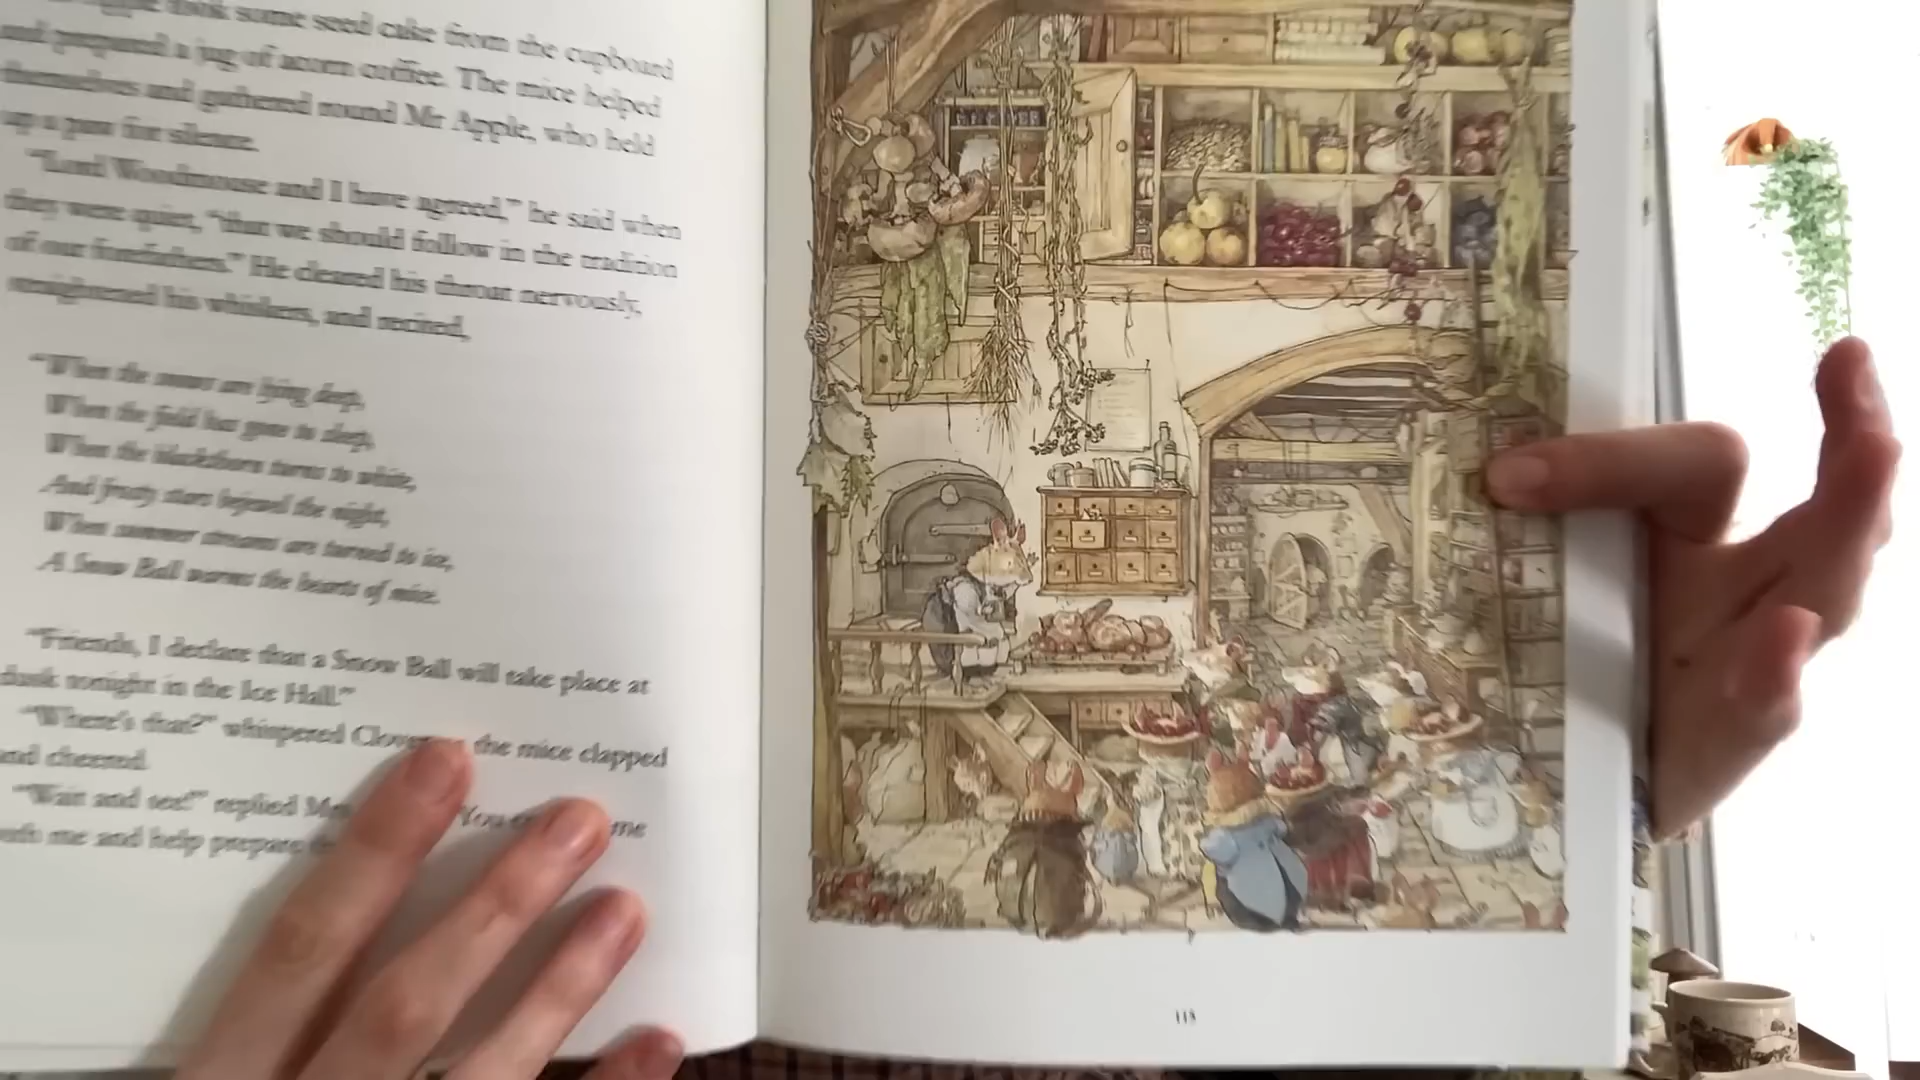 took some seed cake from the cupboard
and prepared a jug of acorn coffee. The mice helped
themselves and gathered round Mr Apple, who held
up a paw for silence.
"Lord Woodmouse and I have agreed," he said when
they were quiet, "that we should follow in the tradition
of our forefathers." He cleared his throat nervously,
straightened his whiskers, and recited,
"When the snows are lying deep,
When the field has gone to sleep,
When the blackthorn turns to white,
And frosty stars bejewel the night,
When summer streams are turned to ice,
A Snow Ball warms the hearts of mice.
"Friends, I declare that a Snow Ball will take place at
dusk tonight in the Ice Hall."
"Where's that?" whispered Clover the mice clapped
and cheered.
"Wait and see!" replied You me
with me and help prepare
115